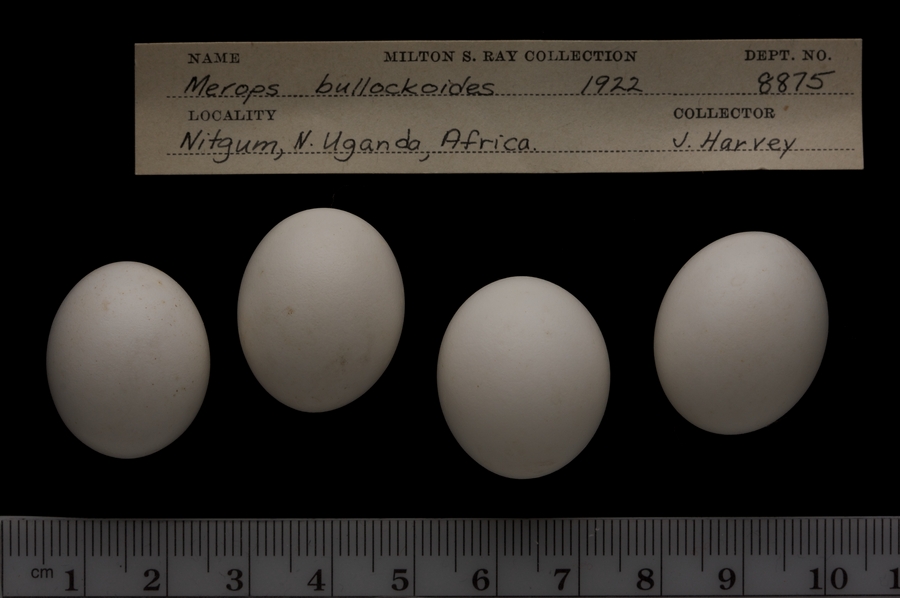 NAME MILTON S. RAY COLLECTION DEPT. NO.
Merops bullockoides 1922 8875
LOCALITY COLLECTOR
Nitgum, N. Uganda, Africa. J. Harvey
cm 1 2 3 4 5 6 7 8 9 10 1